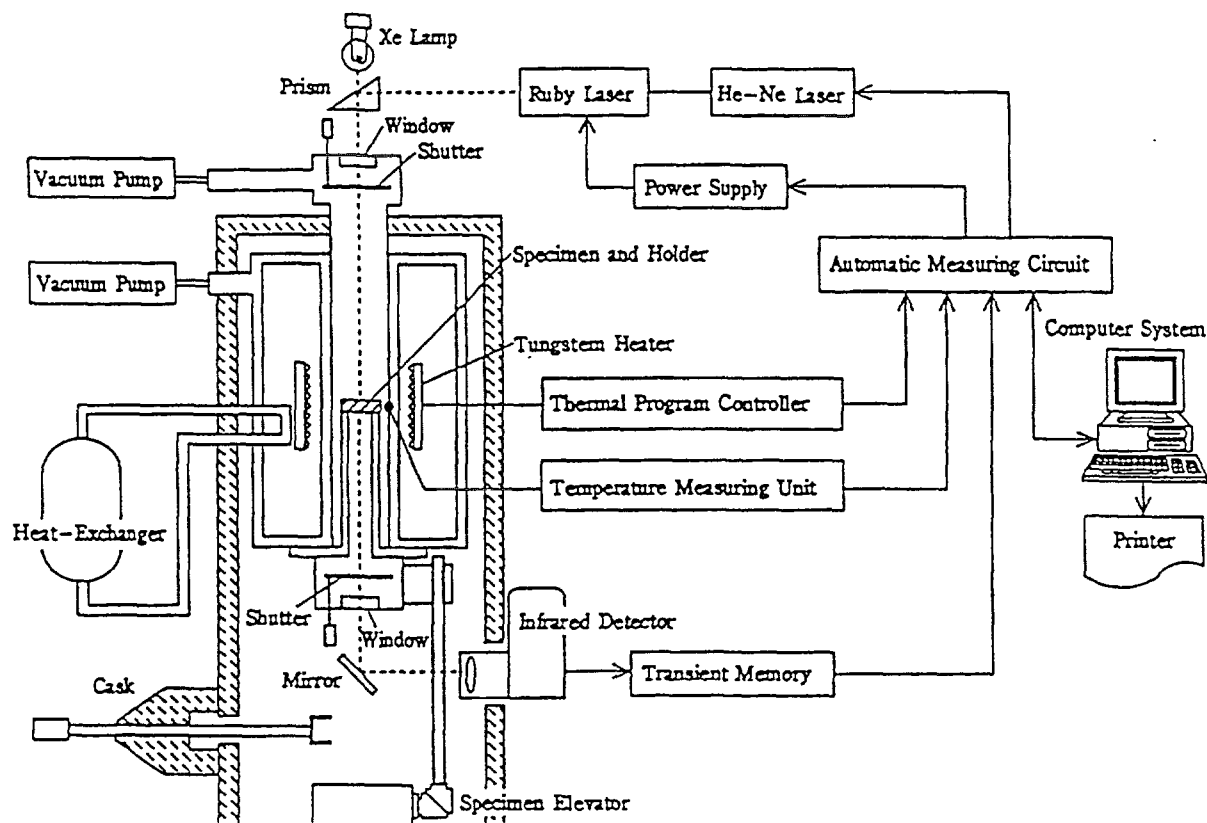 Xe Lamp
Prism
Ruby Laser
He-Ne Laser
Window
Shutter
Vacuum Pump
Power Supply
Specimen and Holder
Automatic Measuring Circuit
Vacuum Pump
Computer System
Tungstem Heater
Thermal Program Controller
Temperature Measuring Unit
Heat-Exchanger
Printer
Shutter
Window
Infrared Detector
Mirror
Transient Memory
Cask
Specimen Elevator